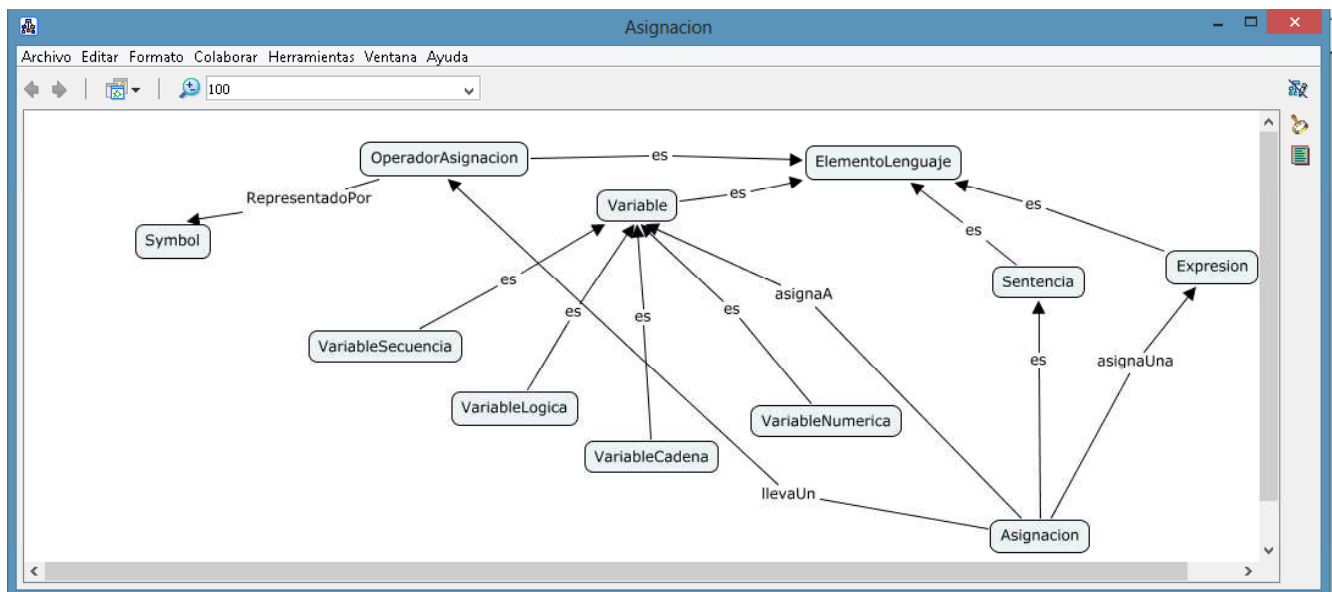 Asignacion
Archivo Editar Formato Colaborar Herramientas Ventana Ayuda
100
OperadorAsignacion
es
ElementoLenguaje
RepresentadoPor
Variable
es
es
Symbol
es
Expresion
Sentencia
es
asignaA
es
es
es
VariableSecuencia
es
asignaUna
VariableLogica
VariableNumerica
VariableCadena
llevaUn
Asignacion